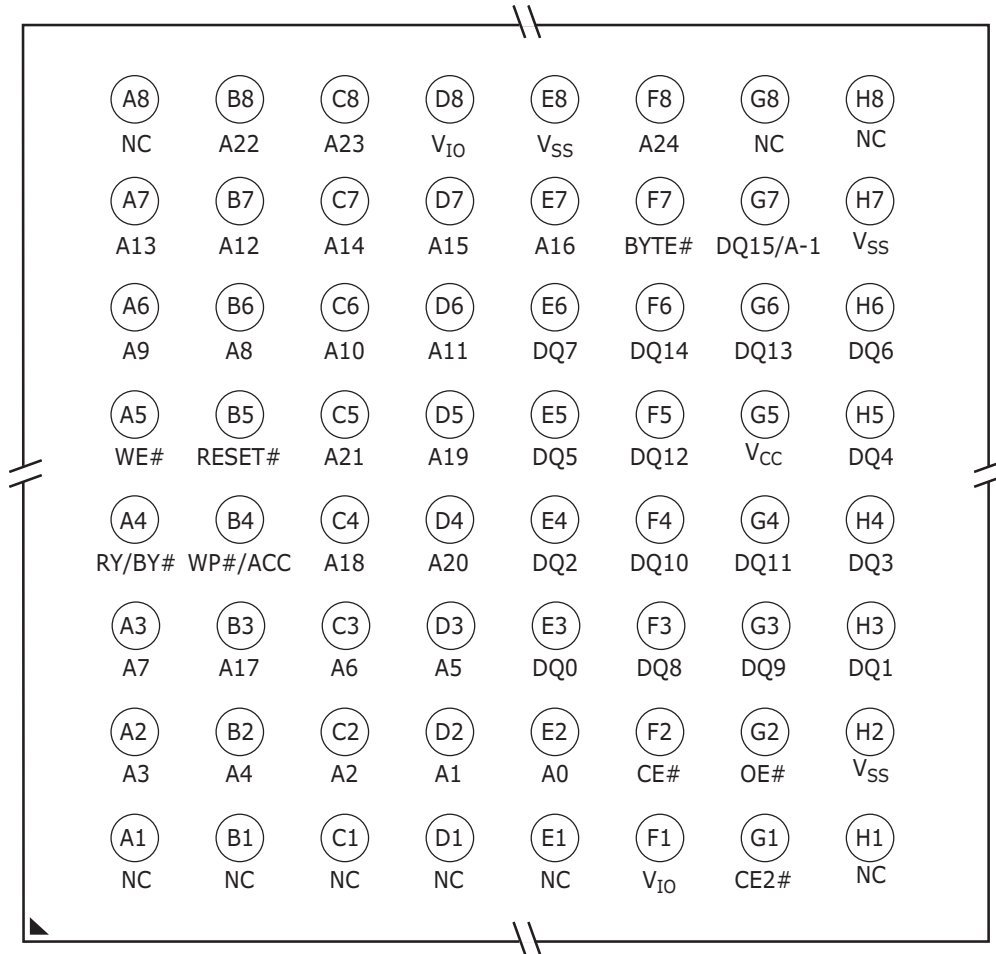 A8 B8 C8 D8 E8 F8 G8 H8
NC A22 A23 VIO VSS A24 NC NC
A7 B7 C7 D7 E7 F7 G7 H7
A13 A12 A14 A15 A16 BYTE# DQ15/A-1 VSS
A6 B6 C6 D6 E6 F6 G6 H6
A9 A8 A10 A11 DQ7 DQ14 DQ13 DQ6
A5 B5 C5 D5 E5 F5 G5 H5
WE# RESET# A21 A19 DQ5 DQ12 VCC DQ4
A4 B4 C4 D4 E4 F4 G4 H4
RY/BY# WP#/ACC A18 A20 DQ2 DQ10 DQ11 DQ3
A3 B3 C3 D3 E3 F3 G3 H3
A7 A17 A6 A5 DQ0 DQ8 DQ9 DQ1
A2 B2 C2 D2 E2 F2 G2 H2
A3 A4 A2 A1 A0 CE# OE# VSS
A1 B1 C1 D1 E1 F1 G1 H1
NC NC NC NC NC VIO CE2# NC